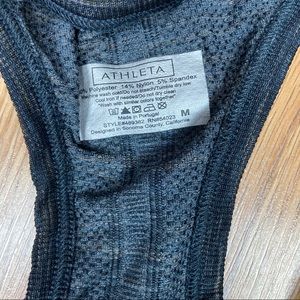 ATHLETA
Polyester 14% Nylon 5% Spandex
wash cold/Do not bleach/Tumble dry low
Cool iron if needed/Do not dry clean
*Wash with similar colors together*
Made in Portugal
M
STYLE#489362 RN#54023
Designed in Sonoma County, California